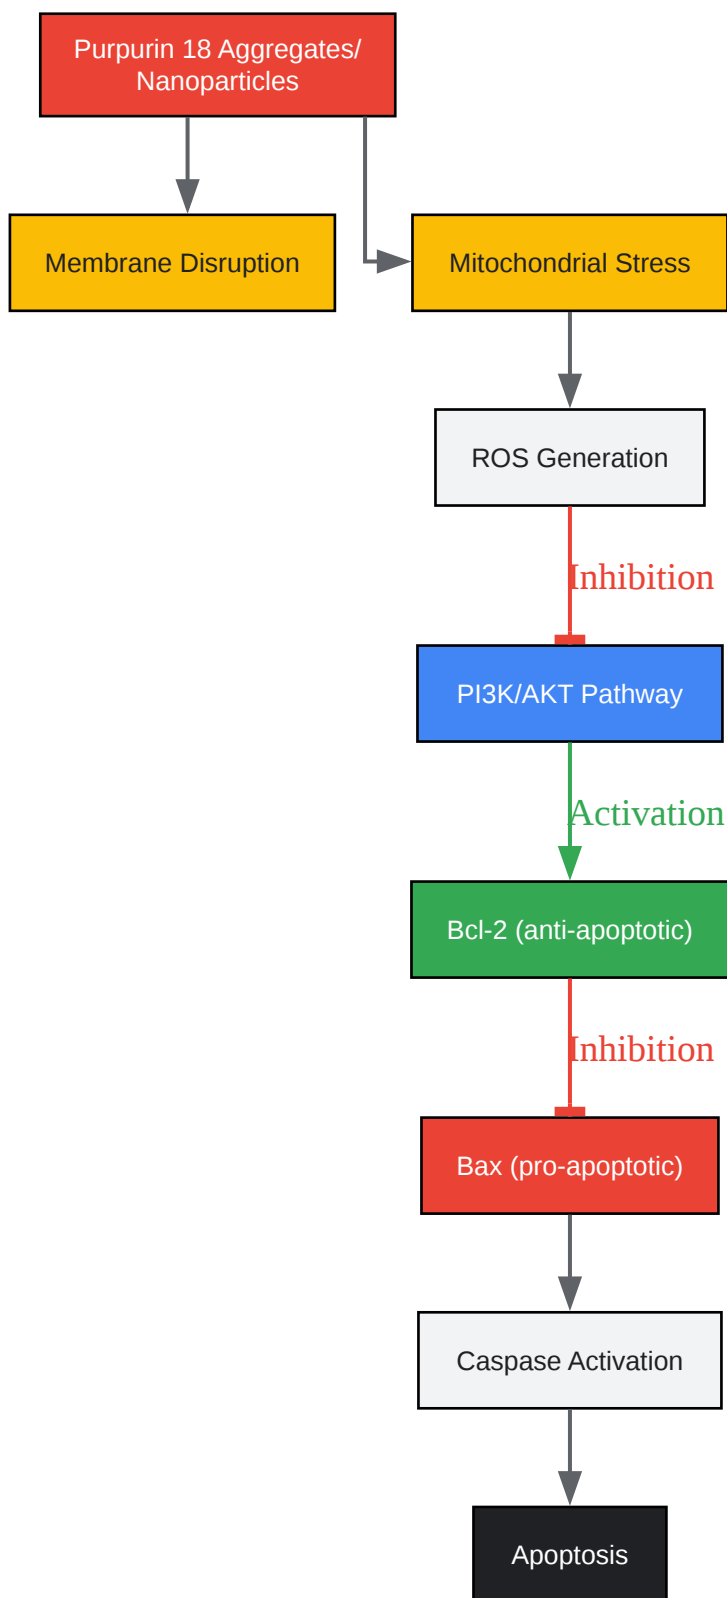 Purpurin 18 Aggregates/
Nanoparticles
Membrane Disruption
Mitochondrial Stress
ROS Generation
Inhibition
PI3K/AKT Pathway
Activation
Bcl-2 (anti-apoptotic)
Inhibition
Bax (pro-apoptotic)
Caspase Activation
Apoptosis